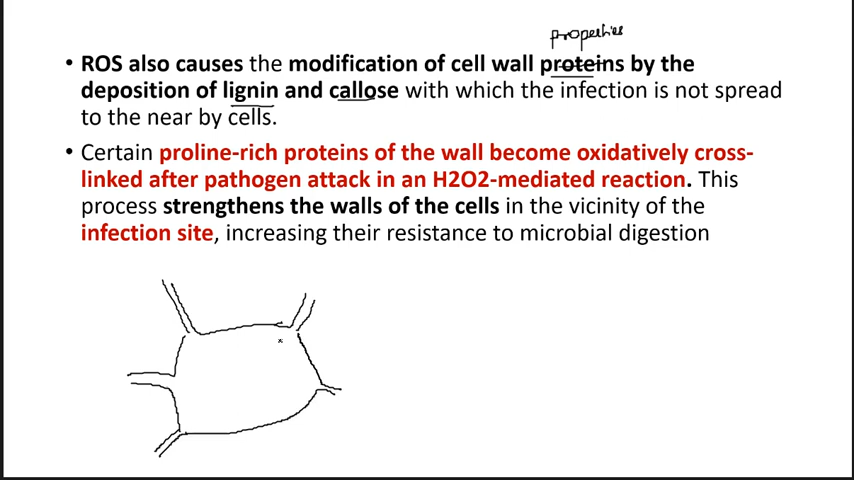 properties
• ROS also causes the modification of cell wall proteins by the
deposition of lignin and callose with which the infection is not spread
to the near by cells.
• Certain proline-rich proteins of the wall become oxidatively cross-
linked after pathogen attack in an H2O2-mediated reaction. This
process strengthens the walls of the cells in the vicinity of the
infection site, increasing their resistance to microbial digestion